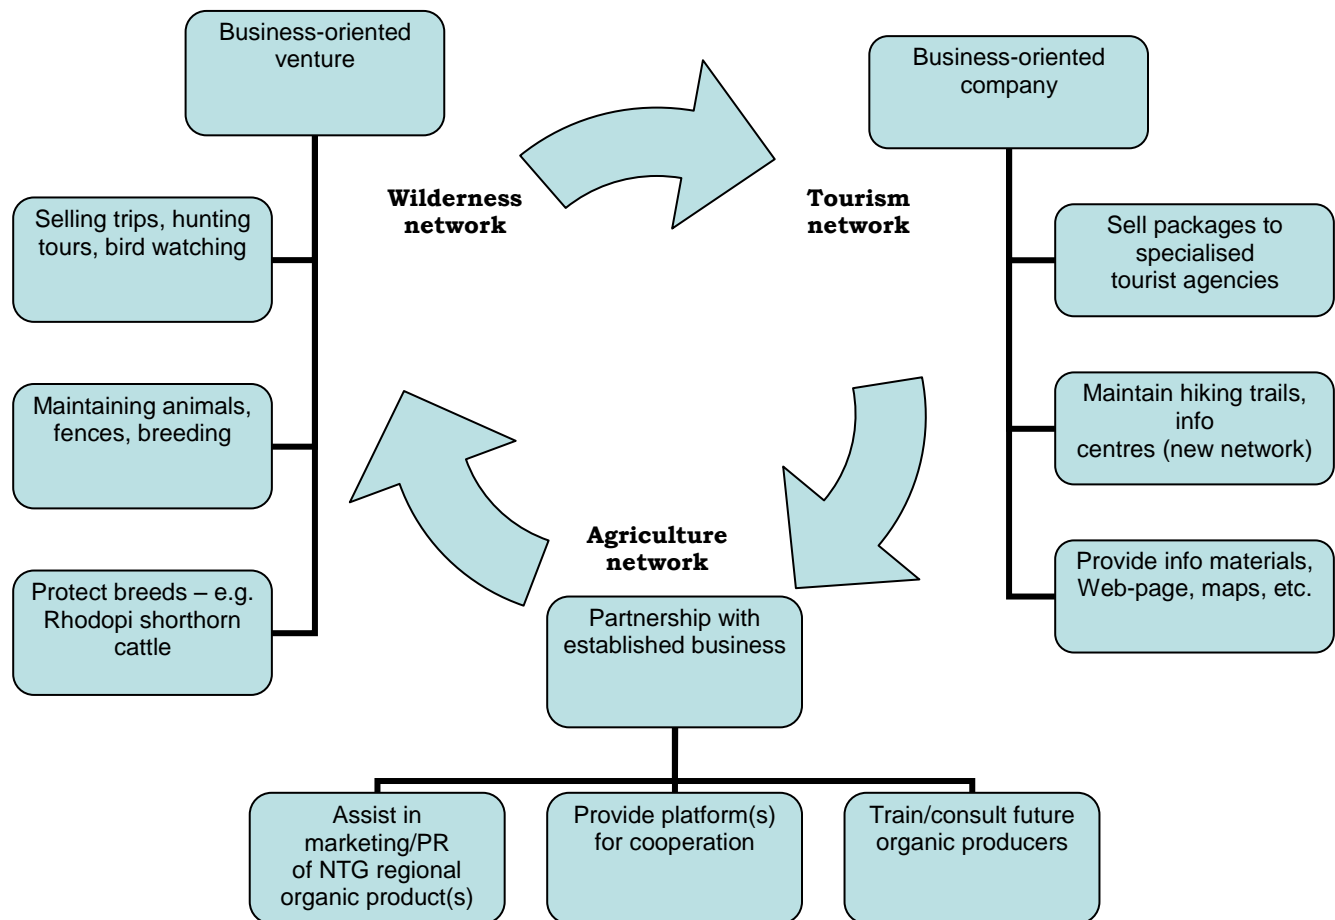 Business-oriented
venture
Business-oriented
company
Wilderness
network
Tourism
network
Selling trips, hunting
tours, bird watching
Sell packages to
specialised
tourist agencies
Maintaining animals,
fences, breeding
Maintain hiking trails,
info
centres (new network)
Agriculture
network
Protect breeds – e.g.
Rhodopi shorthorn
cattle
Provide info materials,
Web-page, maps, etc.
Partnership with
established business
Assist in
marketing/PR
of NTG regional
organic product(s)
Provide platform(s)
for cooperation
Train/consult future
organic producers